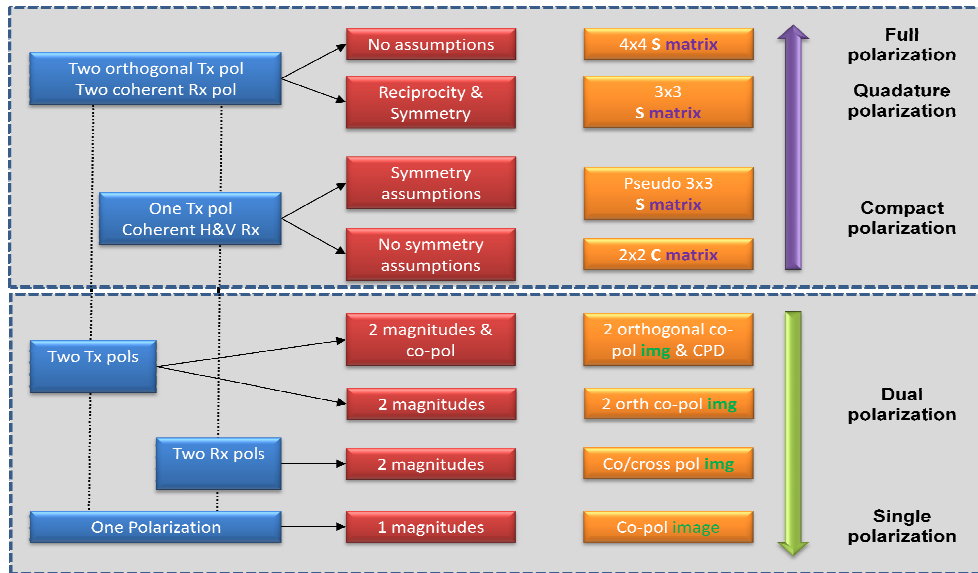 Two orthogonal Tx pol
Two coherent Rx pol
No assumptions
4x4 S matrix
Full
polarization
Reciprocity &
Symmetry
3x3
S matrix
Quadature
polarization
One Tx pol
Coherent H&V Rx
Symmetry
assumptions
Pseudo 3x3
S matrix
No symmetry
assumptions
2x2 C matrix
Compact
polarization
Two Tx pols
2 magnitudes &
co-pol
2 orthogonal co-
pol img & CPD
2 magnitudes
2 orth co-pol img
Dual
polarization
Two Rx pols
2 magnitudes
Co/cross pol img
One Polarization
1 magnitudes
Co-pol image
Single
polarization